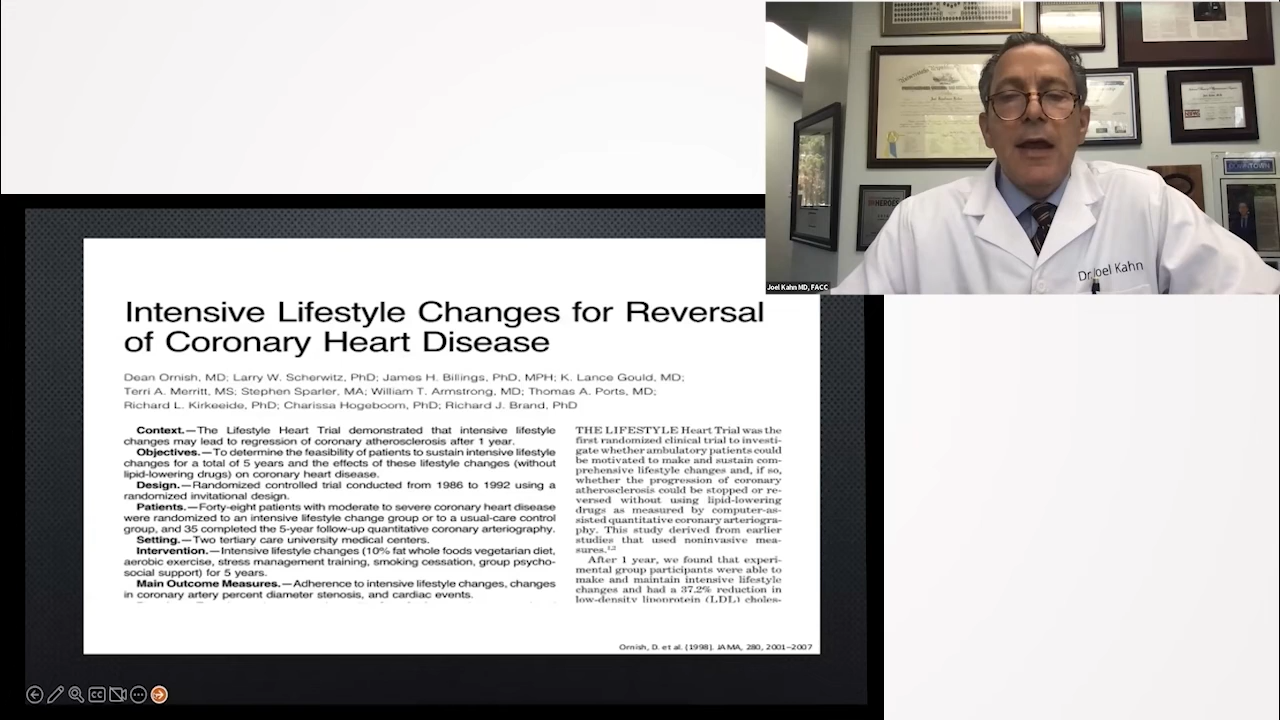 Joel Kahn MD, FACC
Dr. Joel Kahn
DOWNTOWN
Intensive Lifestyle Changes for Reversal
of Coronary Heart Disease
Dean Ornish, MD; Larry W. Scherwitz, PhD; James H. Billings, PhD, MPH; K. Lance Gould, MD;
Terri A. Merritt, MS; Stephen Sparler, MA; William T. Armstrong, MD; Thomas A. Ports, MD;
Richard L. Kirkeeide, PhD; Charissa Hogeboom, PhD; Richard J. Brand, PhD
Context.—The Lifestyle Heart Trial demonstrated that intensive lifestyle
changes may lead to regression of coronary atherosclerosis after 1 year.
Objectives.—To determine the feasibility of patients to sustain intensive lifestyle
changes for a total of 5 years and the effects of these lifestyle changes (without
lipid-lowering drugs) on coronary heart disease.
Design.—Randomized controlled trial conducted from 1986 to 1992 using a
randomized invitational design.
Patients.—Forty-eight patients with moderate to severe coronary heart disease
were randomized to an intensive lifestyle change group or to a usual-care control
group, and 35 completed the 5-year follow-up quantitative coronary arteriography.
Setting.—Two tertiary care university medical centers.
Intervention.—Intensive lifestyle changes (10% fat whole foods vegetarian diet,
aerobic exercise, stress management training, smoking cessation, group psycho-
social support) for 5 years.
Main Outcome Measures.—Adherence to intensive lifestyle changes, changes
in coronary artery percent diameter stenosis, and cardiac events.
THE LIFESTYLE Heart Trial was the
first randomized clinical trial to investi-
gate whether ambulatory patients could
be motivated to make and sustain com-
prehensive lifestyle changes and, if so,
whether the progression of coronary
atherosclerosis could be stopped or re-
versed without using lipid-lowering
drugs as measured by computer-as-
sisted quantitative coronary arteriogra-
phy. This study derived from earlier
studies that used noninvasive mea-
sures.1,2
After 1 year, we found that experi-
mental group participants were able to
make and maintain intensive lifestyle
changes and had a 37.2% reduction in
low-density lipoprotein (LDL) choles-
Ornish, D. et al. (1998). JAMA, 280, 2001-2007
CC